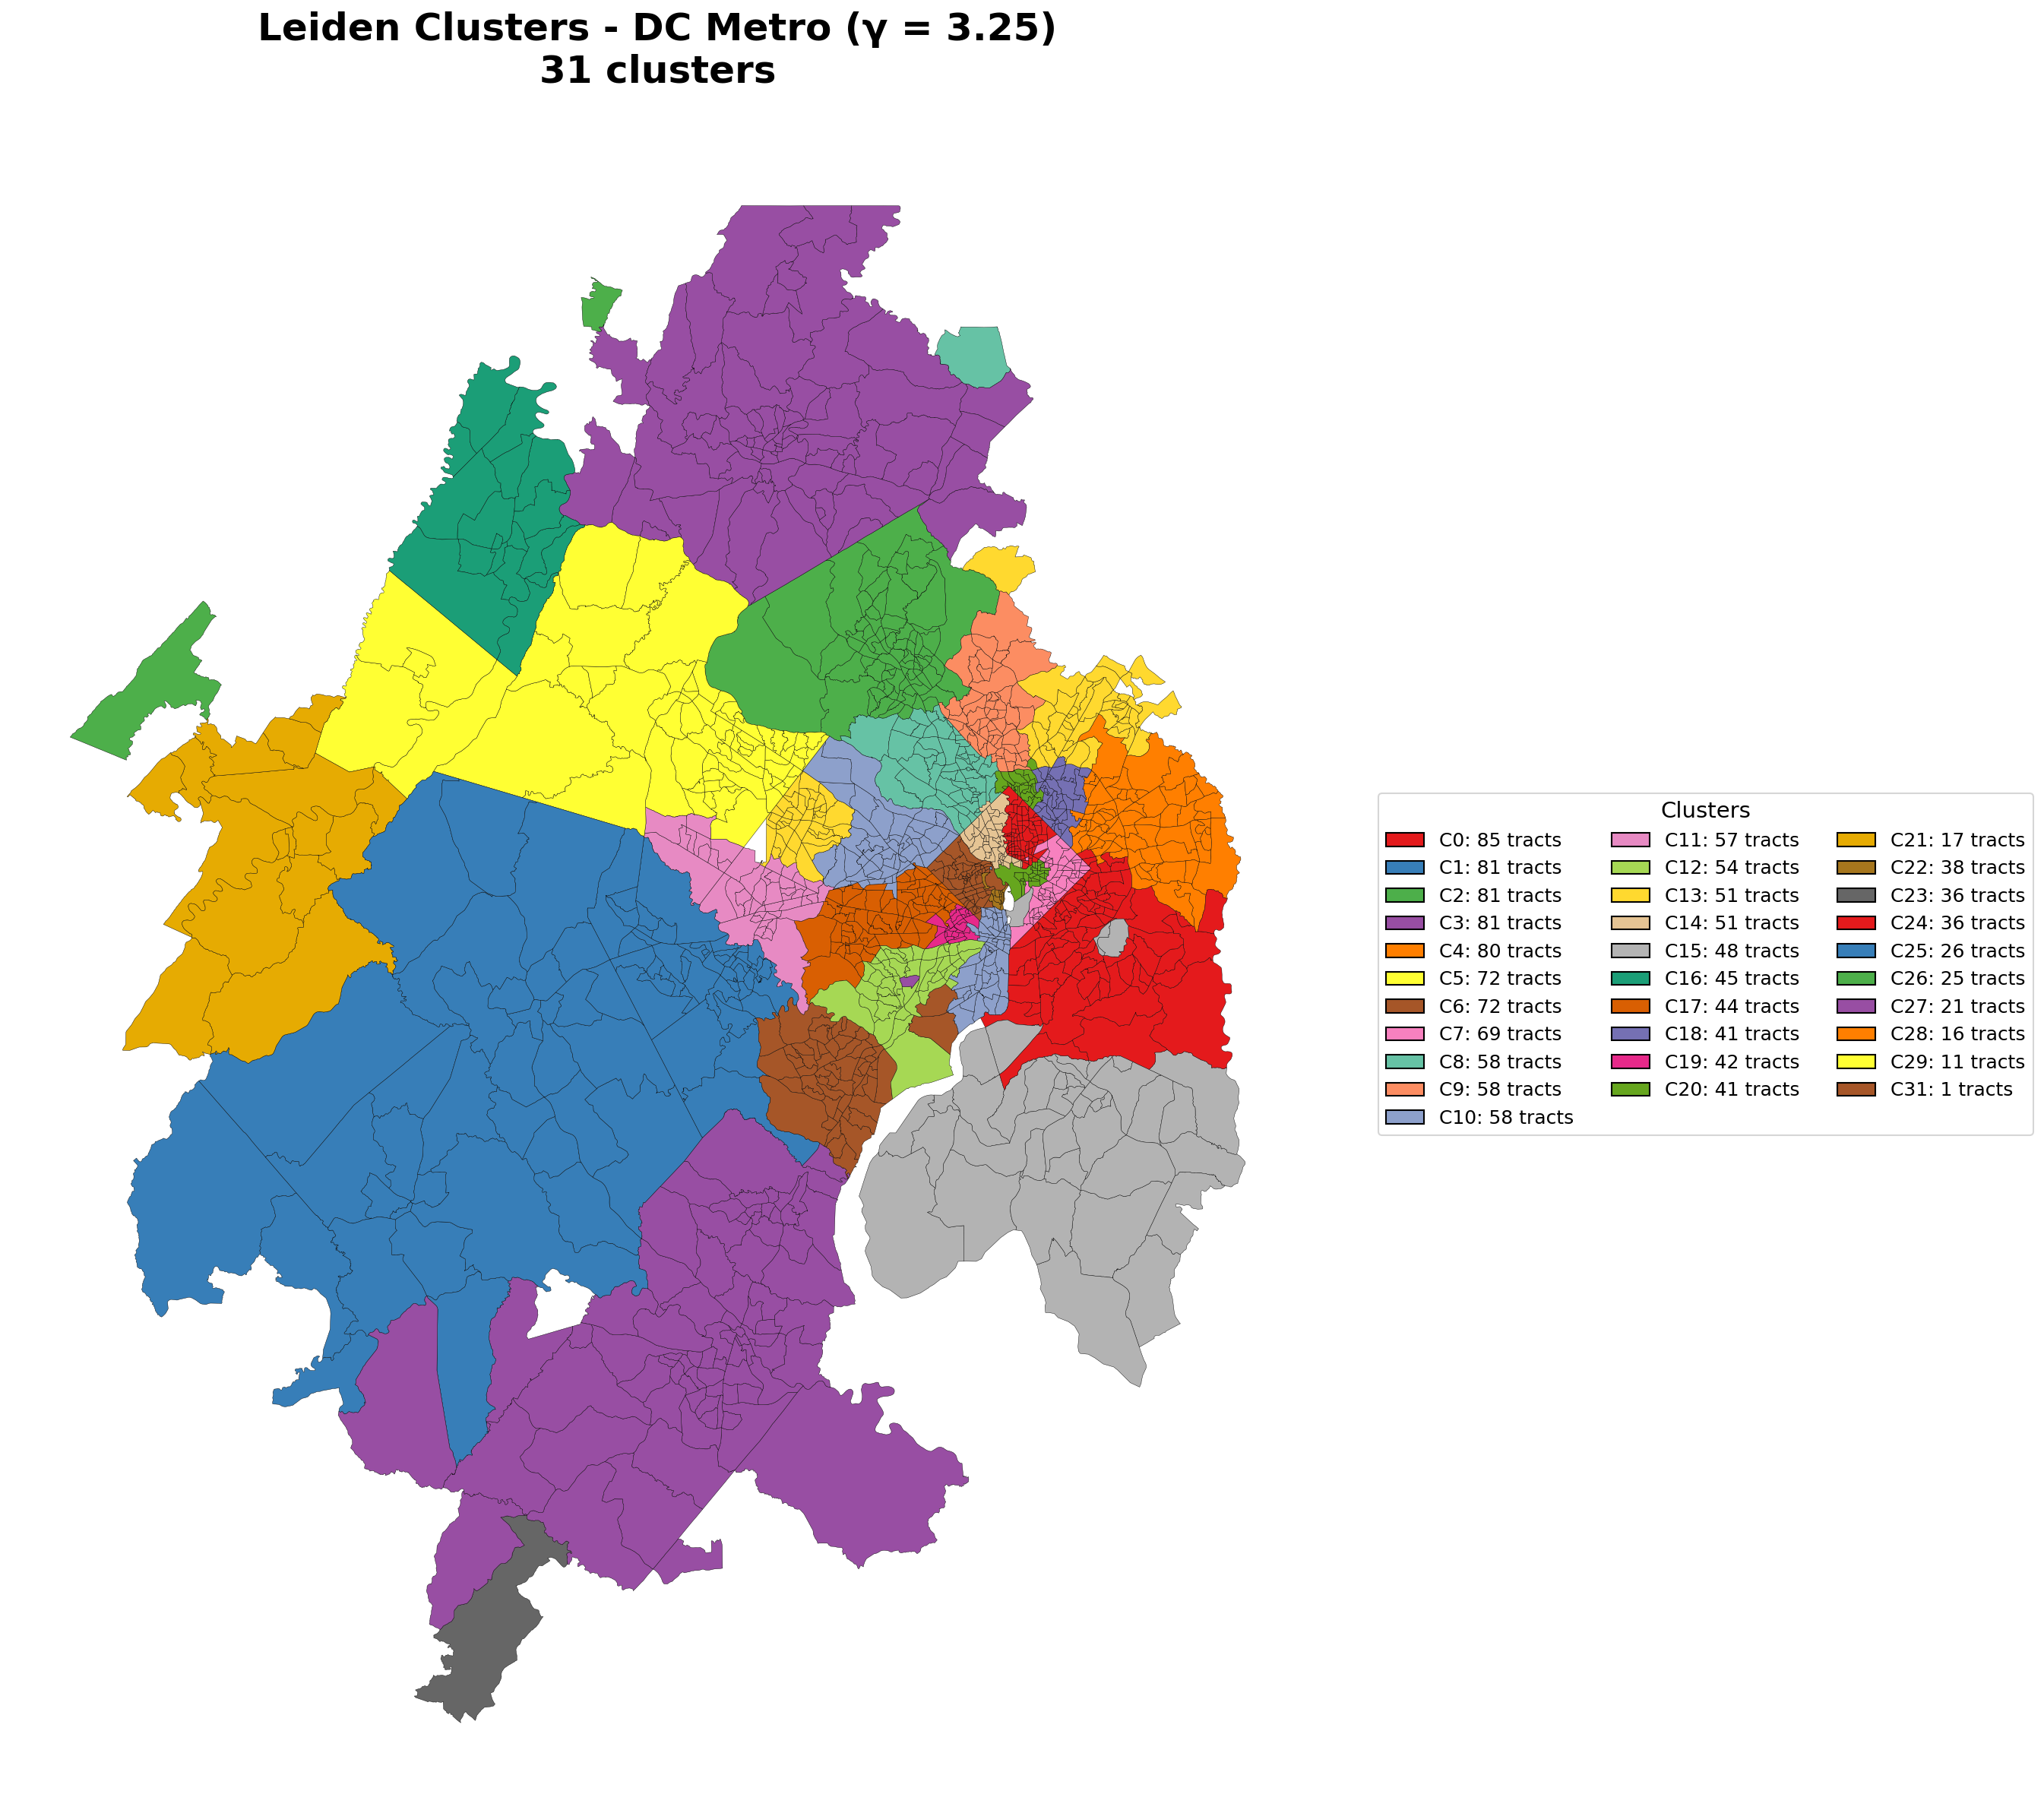 Leiden Clusters - DC Metro (γ = 3.25)
31 clusters
Clusters
C0: 85 tracts
C1: 81 tracts
C2: 81 tracts
C3: 81 tracts
C4: 80 tracts
C5: 72 tracts
C6: 72 tracts
C7: 69 tracts
C8: 58 tracts
C9: 58 tracts
C10: 58 tracts
C11: 57 tracts
C12: 54 tracts
C13: 51 tracts
C14: 51 tracts
C15: 48 tracts
C16: 45 tracts
C17: 44 tracts
C18: 41 tracts
C19: 42 tracts
C20: 41 tracts
C21: 17 tracts
C22: 38 tracts
C23: 36 tracts
C24: 36 tracts
C25: 26 tracts
C26: 25 tracts
C27: 21 tracts
C28: 16 tracts
C29: 11 tracts
C31: 1 tracts